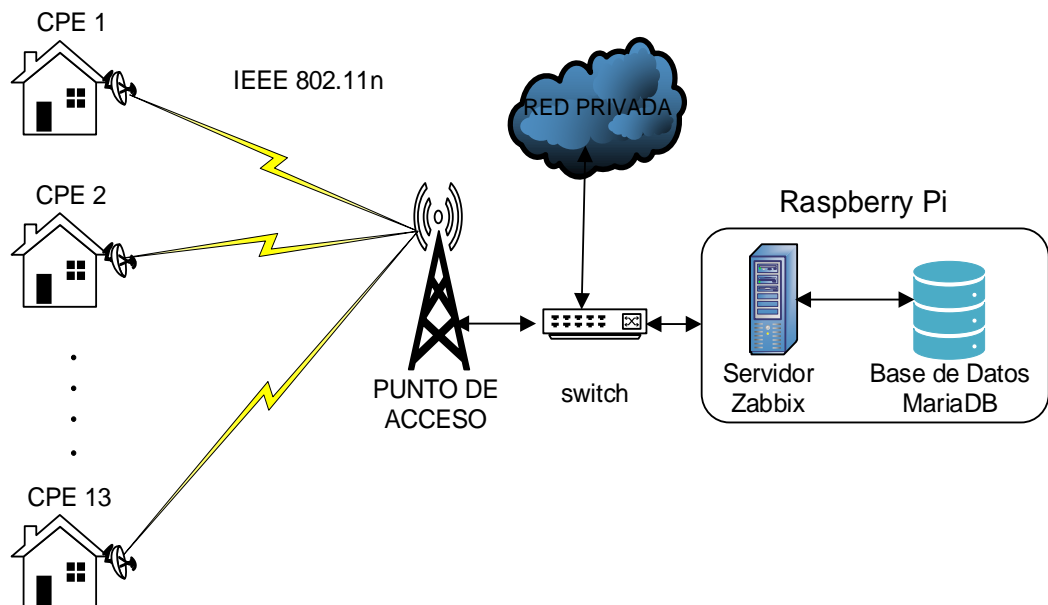 CPE 1
IEEE 802.11n
RED PRIVADA
CPE 2
Raspberry Pi
PUNTO DE
ACCESO
switch
Servidor
Zabbix
Base de Datos
MariaDB
CPE 13